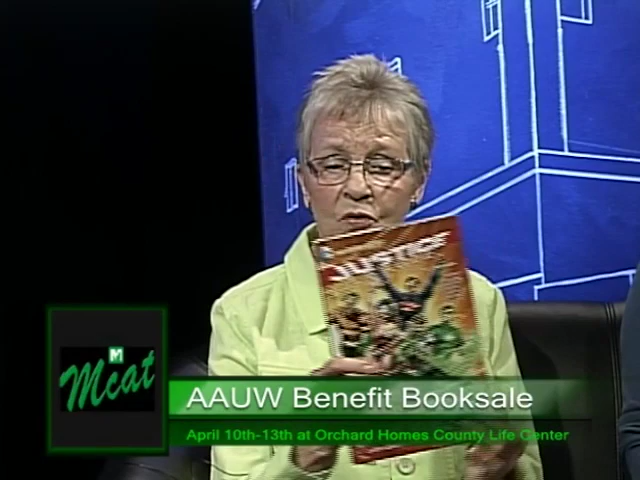 JUSTICE
M
Mcat
AAUW Benefit Booksale
April 10th-13th at Orchard Homes County Life Center